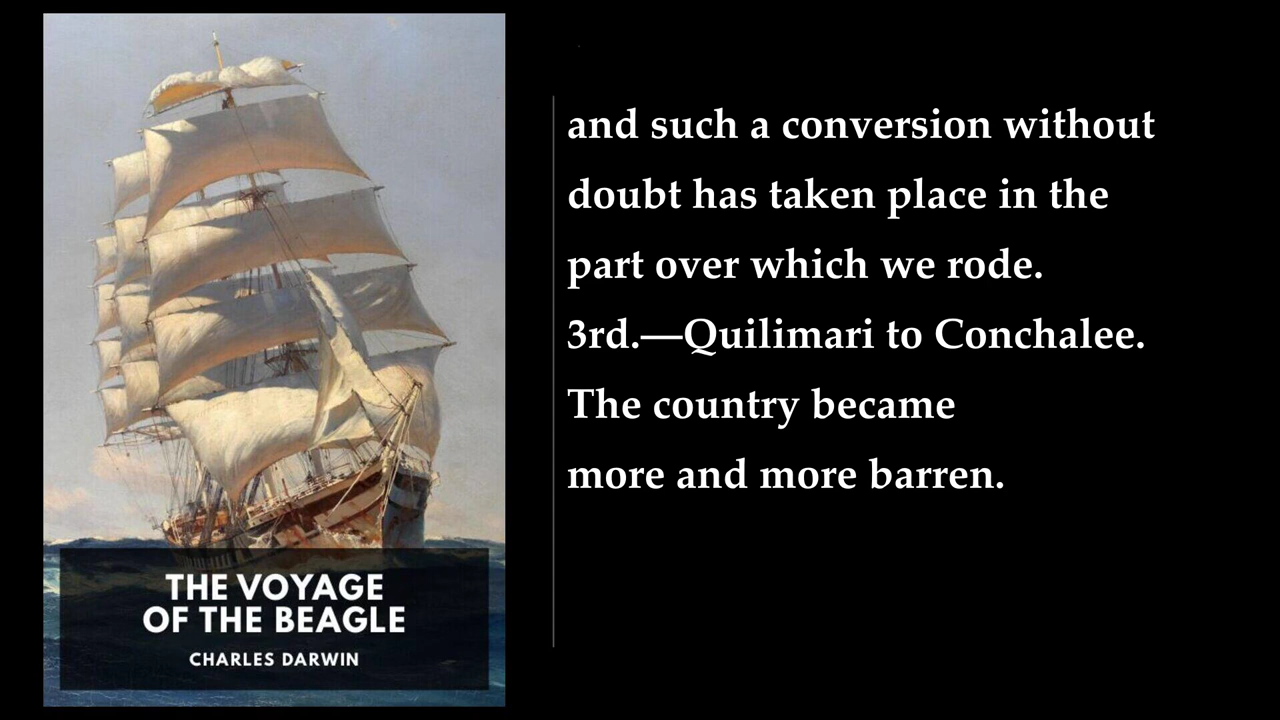 and such a conversion without
doubt has taken place in the
part over which we rode.
3rd.—Quilimari to Conchalee.
The country became
more and more barren.
THE VOYAGE
OF THE BEAGLE
CHARLES DARWIN